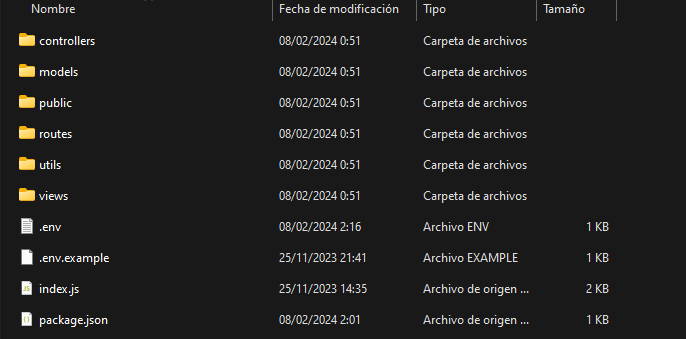 Nombre Fecha de modificación Tipo Tamaño
controllers 08/02/2024 0:51 Carpeta de archivos
models 08/02/2024 0:51 Carpeta de archivos
public 08/02/2024 0:51 Carpeta de archivos
routes 08/02/2024 0:51 Carpeta de archivos
utils 08/02/2024 0:51 Carpeta de archivos
views 08/02/2024 0:51 Carpeta de archivos
.env 08/02/2024 2:16 Archivo ENV 1 KB
.env.example 25/11/2023 21:41 Archivo EXAMPLE 1 KB
index.js 25/11/2023 14:35 Archivo de origen ... 2 KB
package.json 08/02/2024 2:01 Archivo de origen ... 1 KB